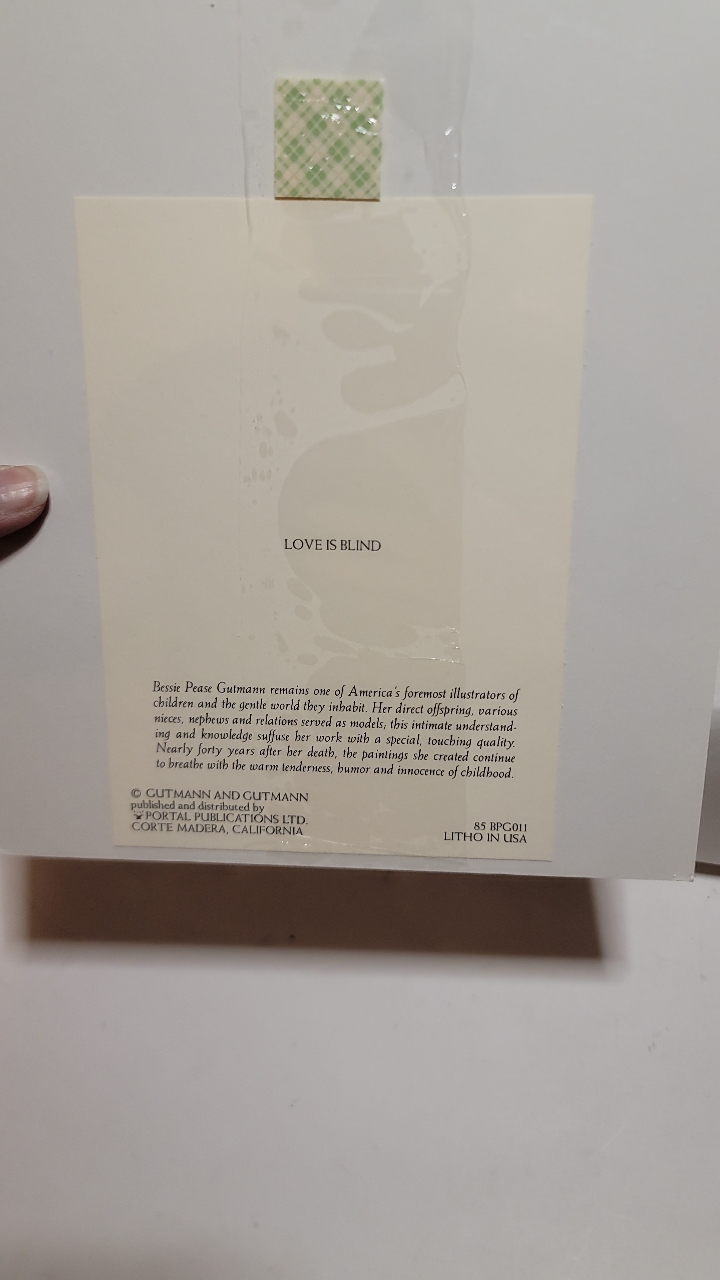 LOVE IS BLIND
Bessie Pease Gutmann remains one of America's foremost illustrators of
children and the gentle world they inhabit. Her direct offspring, various
nieces, nephews and relations served as models; this intimate understand-
ing and knowledge suffuse her work with a special, touching quality.
Nearly forty years after her death, the paintings she created continue
to breathe with the warm tenderness, humor and innocence of childhood.
© GUTMANN AND GUTMANN
published and distributed by
PORTAL PUBLICATIONS LTD.
CORTE MADERA, CALIFORNIA
85 BPG011
LITHO IN USA